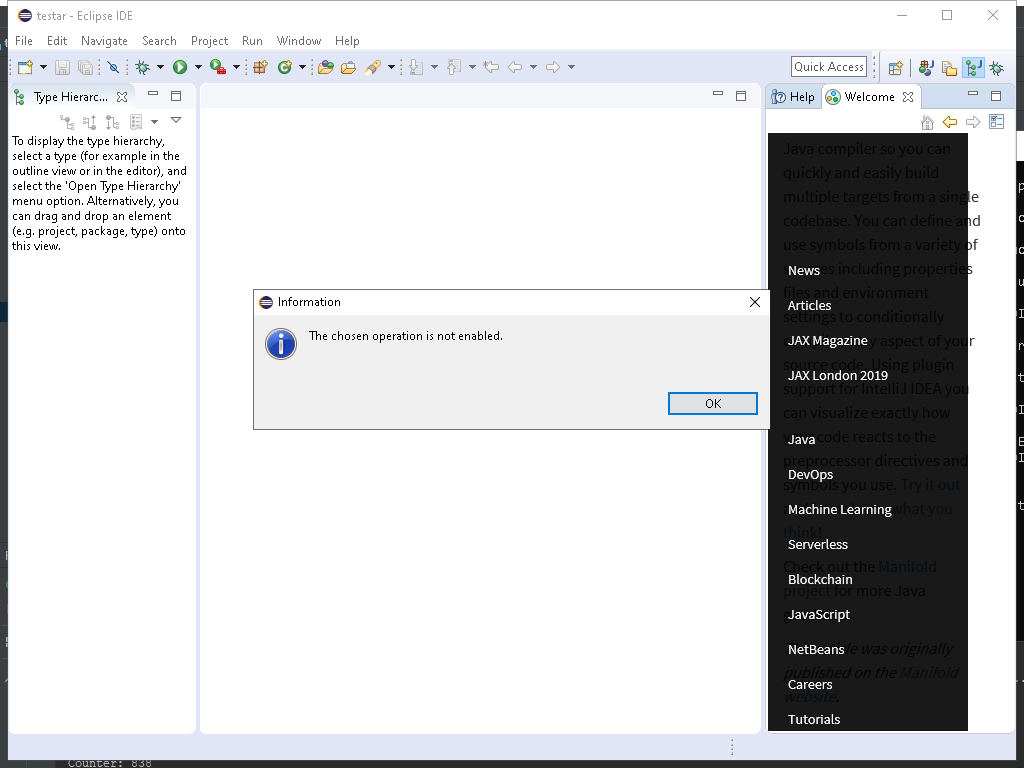 testar - Eclipse IDE
File Edit Navigate Search Project Run Window Help
Quick Access
Type Hierarc...
Help
Welcome
To display the type hierarchy,
select a type (for example in the
outline view or in the editor), and
select the 'Open Type Hierarchy'
menu option. Alternatively, you
can drag and drop an element
(e.g. project, package, type) onto
this view.
Information
The chosen operation is not enabled.
OK
Java compiler so you can
quickly and easily build
multiple targets from a single
codebase. You can define and
use symbols from a variety of
News
including properties
files and environment
Articles
settings to conditionally
JAX Magazine
aspect of your
source code. Using plugin
JAX London 2019
support for IntelliJ IDEA you
can visualize exactly how
Java
code reacts to the
preprocessor directives and
DevOps
symbols you use. Try it out
Machine Learning
what you
think!
Serverless
Check out the Manifold
Blockchain
project for more Java
JavaScript
NetBeans
was originally
published on the Manifold
Careers
website.
Tutorials
Counter: 838